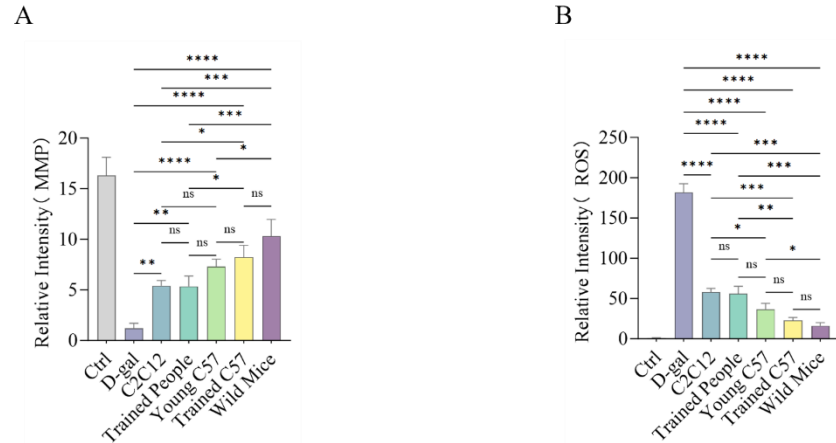 A
****
***
****
***
*
*
****
*
ns
**
ns
ns
ns
ns
**
Relative Intensity( MMP)
20
15
10
5
0
Ctrl
D-gal
C2C12
Trained People
Young C57
Trained C57
Wild Mice
B
****
****
****
****
***
****
***
***
**
*
*
ns
ns
ns
ns
Relative Intensity( ROS)
250
200
150
100
50
0
Ctrl
D-gal
C2C12
Trained People
Young C57
Trained C57
Wild Mice